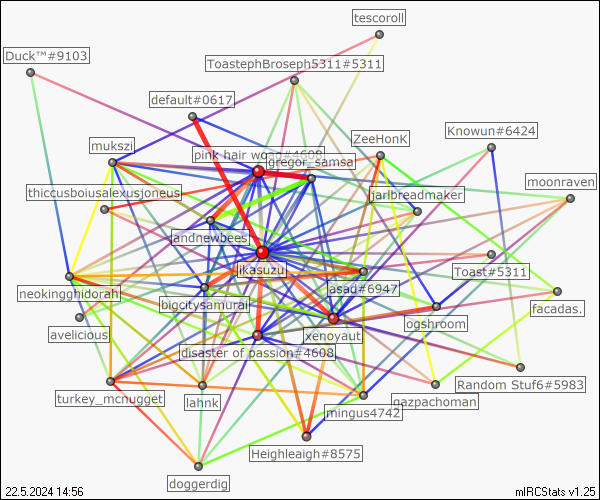 tescoroll
Duck™#9103
ToastephBroseph5311#5311
default#0617
Knowun#6424
ZeeHonK
mukszi
pink hair woag#4608
gregor_samsa
moonraven
thiccusboiusalexusjoneus
jarlbreadmaker
andnewbees
ikasuzu
Toast#5311
neokingghidorah
asad#6947
bigcitysamurai
facadas.
ogshroom
avelicious
xenoyaut
disaster of passion#4608
Random Stuf6#5983
turkey_mcnugget
lahnk
gazpachoman
mingus4742
Heighleaigh#8575
doggerdig
22.5.2024 14:56
mIRCStats v1.25